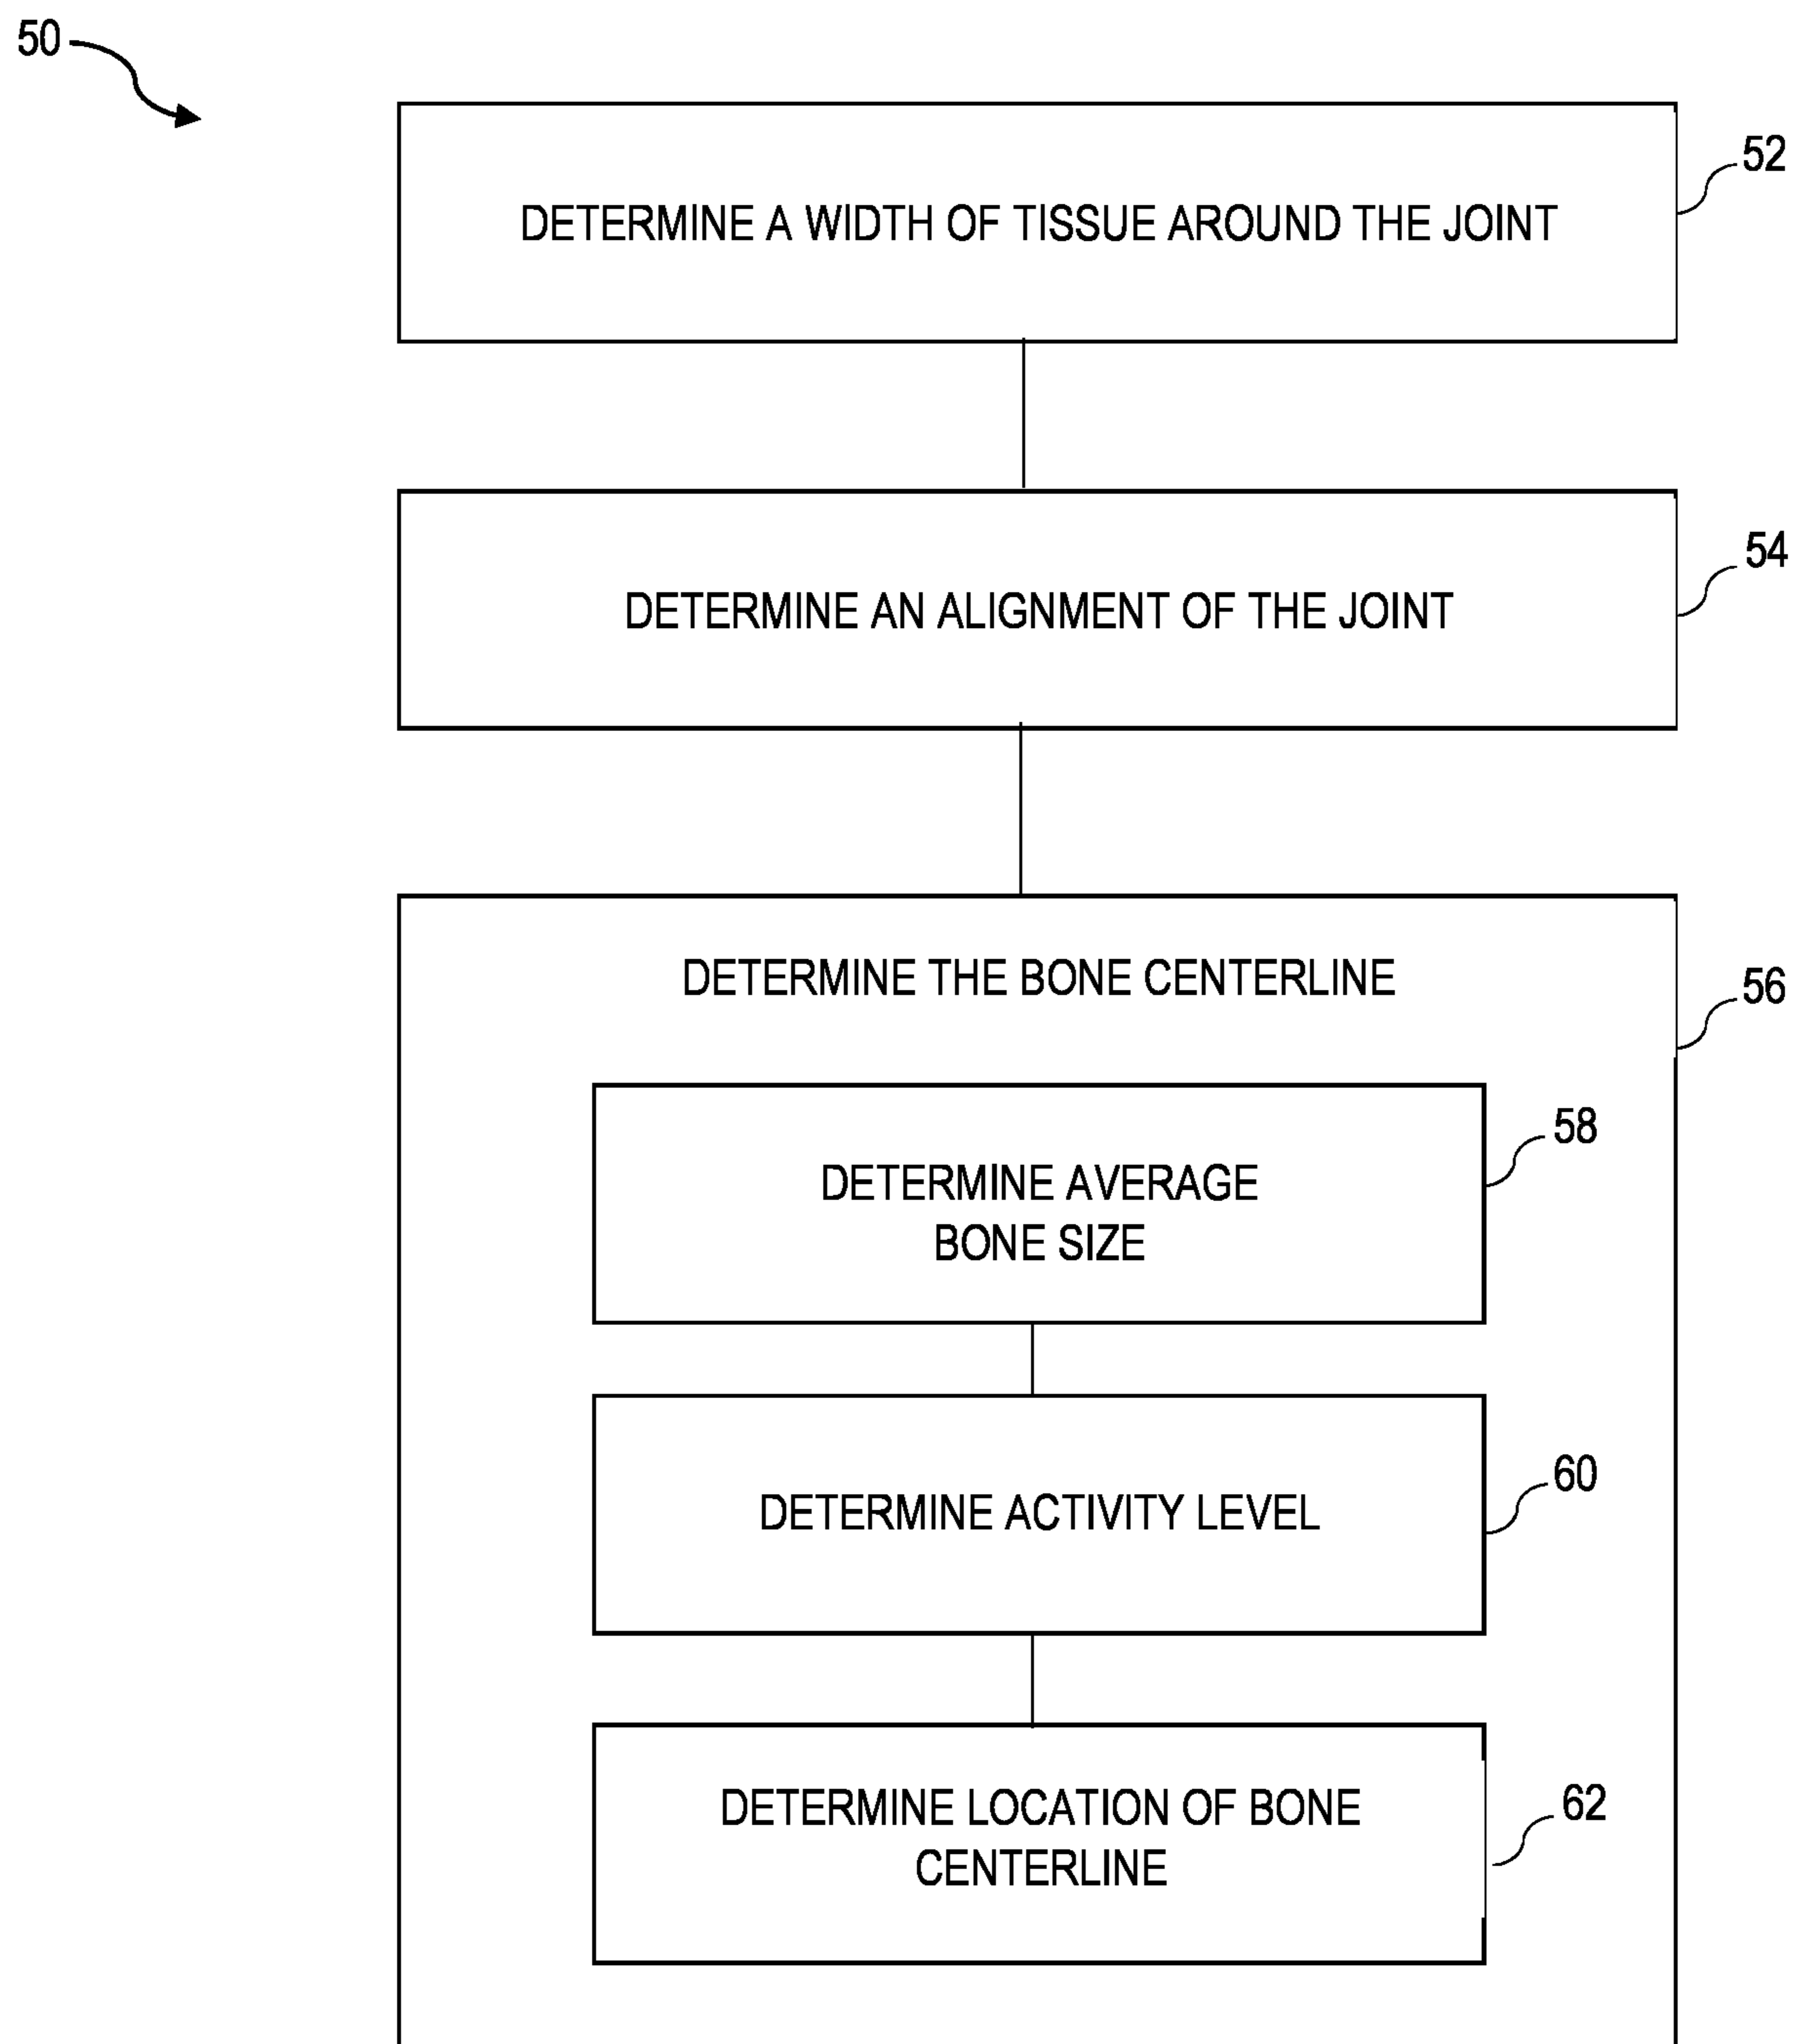 50
52
DETERMINE A WIDTH OF TISSUE AROUND THE JOINT
54
DETERMINE AN ALIGNMENT OF THE JOINT
DETERMINE THE BONE CENTERLINE
56
58
DETERMINE AVERAGE
BONE SIZE
60
DETERMINE ACTIVITY LEVEL
62
DETERMINE LOCATION OF BONE
CENTERLINE